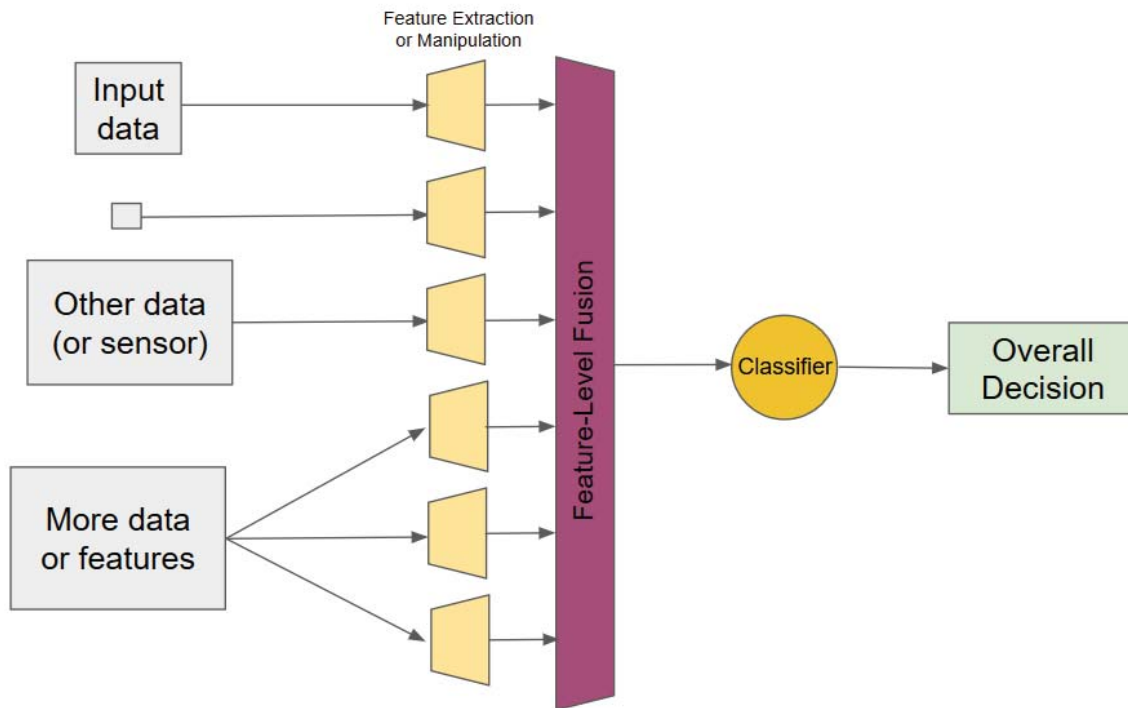 Feature Extraction
or Manipulation
Input
data
Other data
(or sensor)
More data
or features
Feature-Level Fusion
Classifier
Overall
Decision